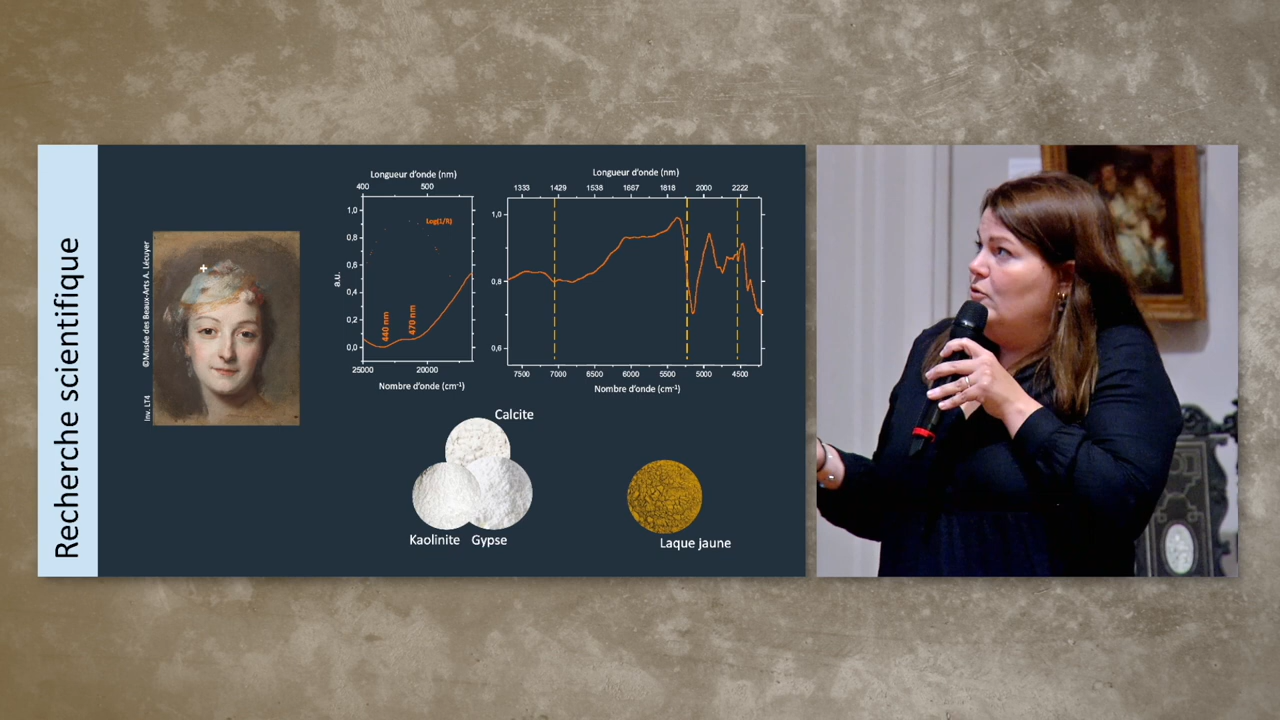 Recherche scientifique
Inv. LT4 ©Musée des Beaux-Arts A. Lécuyer
Longueur d'onde (nm)
400 500
1,0
0,8
0,6
0,4
0,2
0,0
a.u.
Log(1/R)
440 nm
470 nm
25000 20000
Nombre d'onde (cm⁻¹)
Longueur d'onde (nm)
1333 1429 1538 1667 1818 2000 2222
1,0
0,8
0,6
7500 7000 6500 6000 5500 5000 4500
Nombre d'onde (cm⁻¹)
Calcite
Kaolinite Gypse
Laque jaune